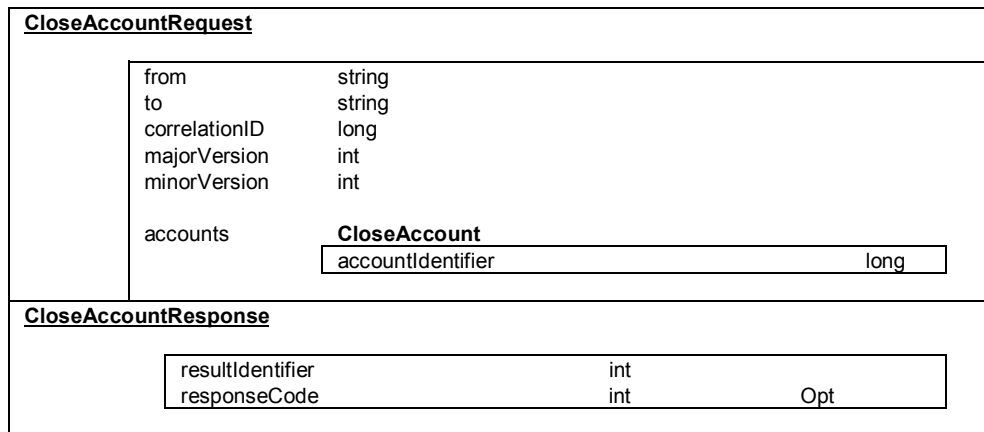 CloseAccountRequest
from string
to string
correlationID long
majorVersion int
minorVersion int
accounts CloseAccount
accountIdentifier long
CloseAccountResponse
resultIdentifier int
responseCode int Opt